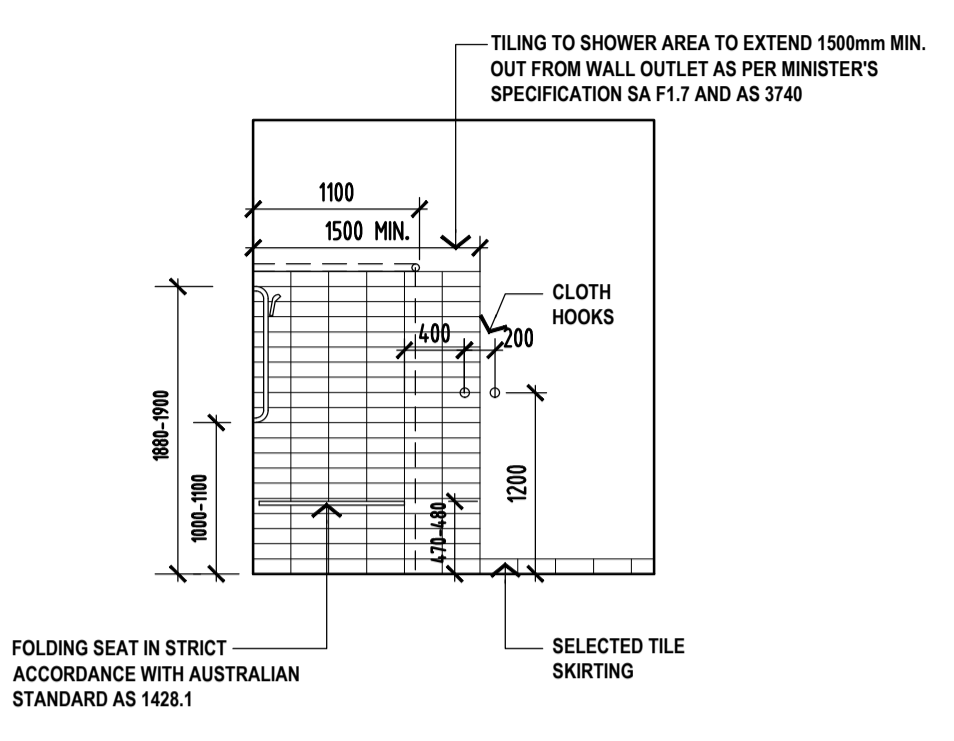 TILING TO SHOWER AREA TO EXTEND 1500mm MIN.
OUT FROM WALL OUTLET AS PER MINISTER'S
SPECIFICATION SA F1.7 AND AS 3740
1100
1500 MIN.
CLOTH
HOOKS
400
200
1880-1900
1000-1100
470-480
1200
FOLDING SEAT IN STRICT
ACCORDANCE WITH AUSTRALIAN
STANDARD AS 1428.1
SELECTED TILE
SKIRTING